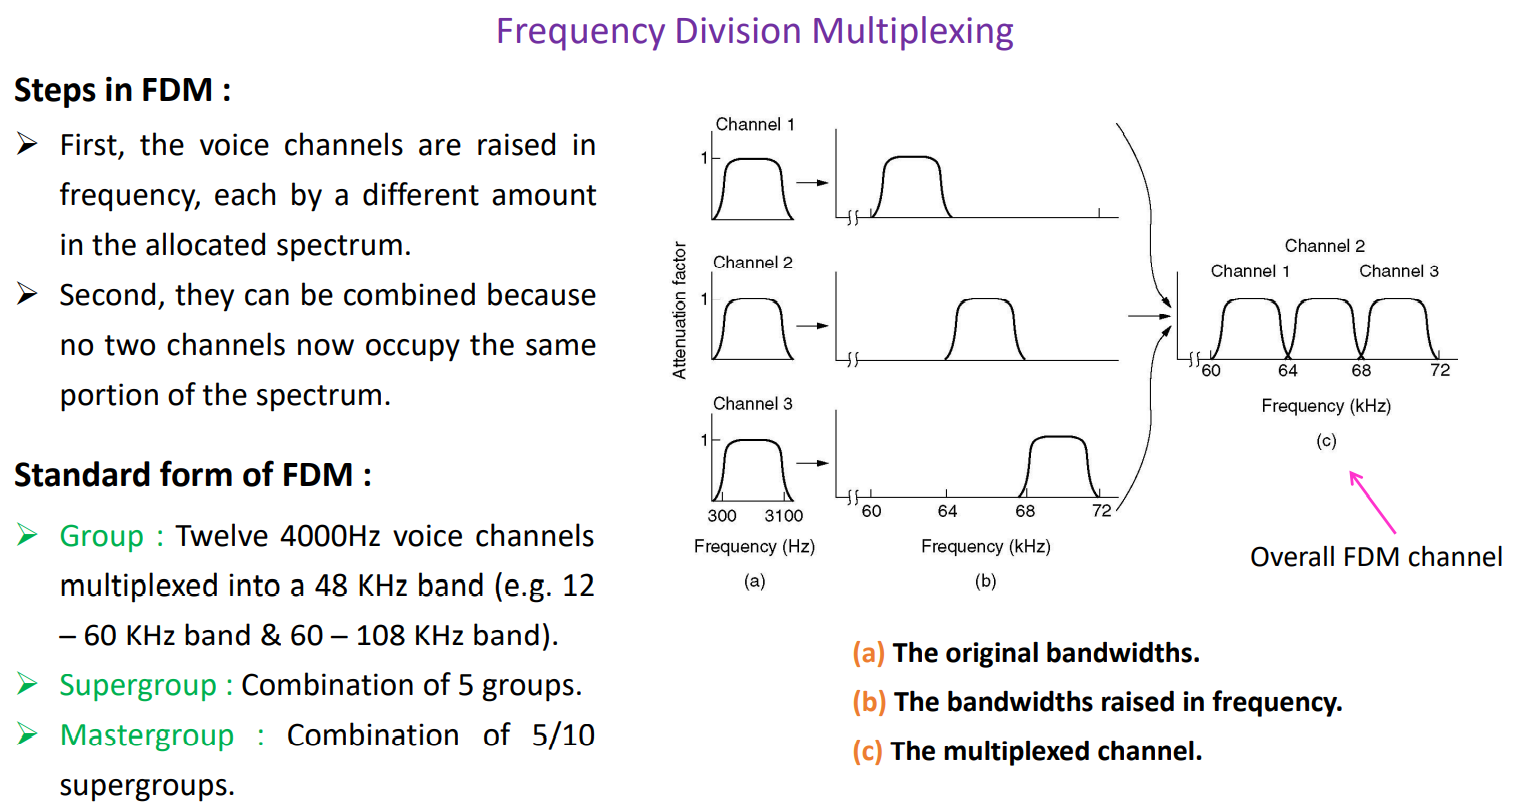 Frequency Division Multiplexing
Steps in FDM :
➢ First, the voice channels are raised in
frequency, each by a different amount
in the allocated spectrum.
➢ Second, they can be combined because
no two channels now occupy the same
portion of the spectrum.
Standard form of FDM :
➢ Group : Twelve 4000Hz voice channels
multiplexed into a 48 KHz band (e.g. 12
– 60 KHz band & 60 – 108 KHz band).
➢ Supergroup : Combination of 5 groups.
➢ Mastergroup : Combination of 5/10
supergroups.
Attenuation factor
Channel 1
1
Channel 2
1
Channel 3
1
300 3100
Frequency (Hz)
(a)
60 64 68 72
Frequency (kHz)
(b)
Channel 2
Channel 1 Channel 3
60 64 68 72
Frequency (kHz)
(c)
Overall FDM channel
(a) The original bandwidths.
(b) The bandwidths raised in frequency.
(c) The multiplexed channel.